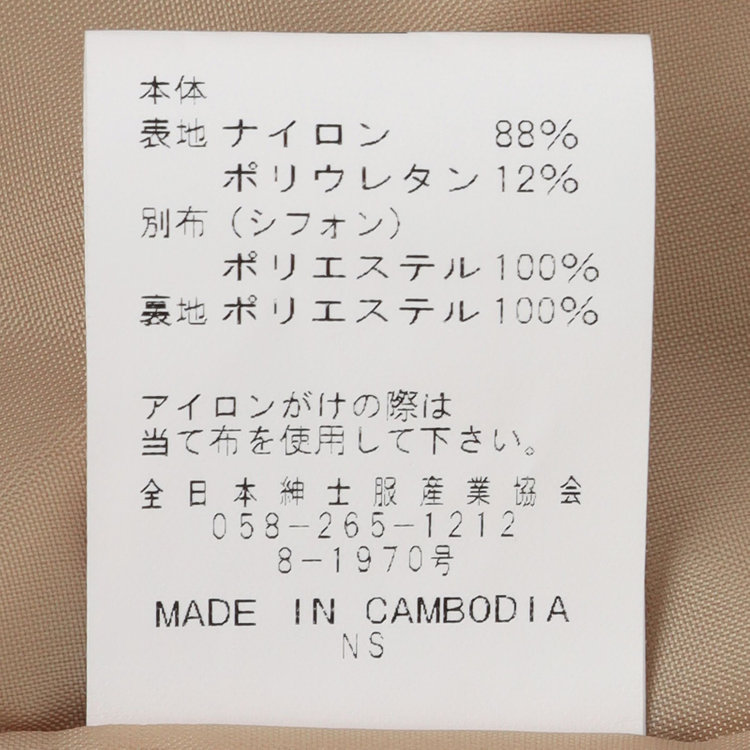 本体
表地 ナイロン 88%
ポリウレタン 12%
別布（シフォン）
ポリエステル 100%
裏地 ポリエステル 100%
アイロンがけの際は
当て布を使用して下さい。
全日本紳士服産業協会
058-265-1212
8-1970号
MADE IN CAMBODIA
NS